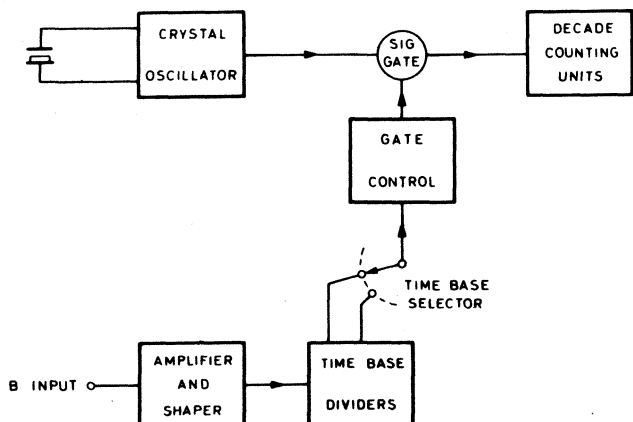 CRYSTAL
OSCILLATOR
SIG
GATE
DECADE
COUNTING
UNITS
GATE
CONTROL
TIME BASE
SELECTOR
B INPUT
AMPLIFIER
AND
SHAPER
TIME BASE
DIVIDERS